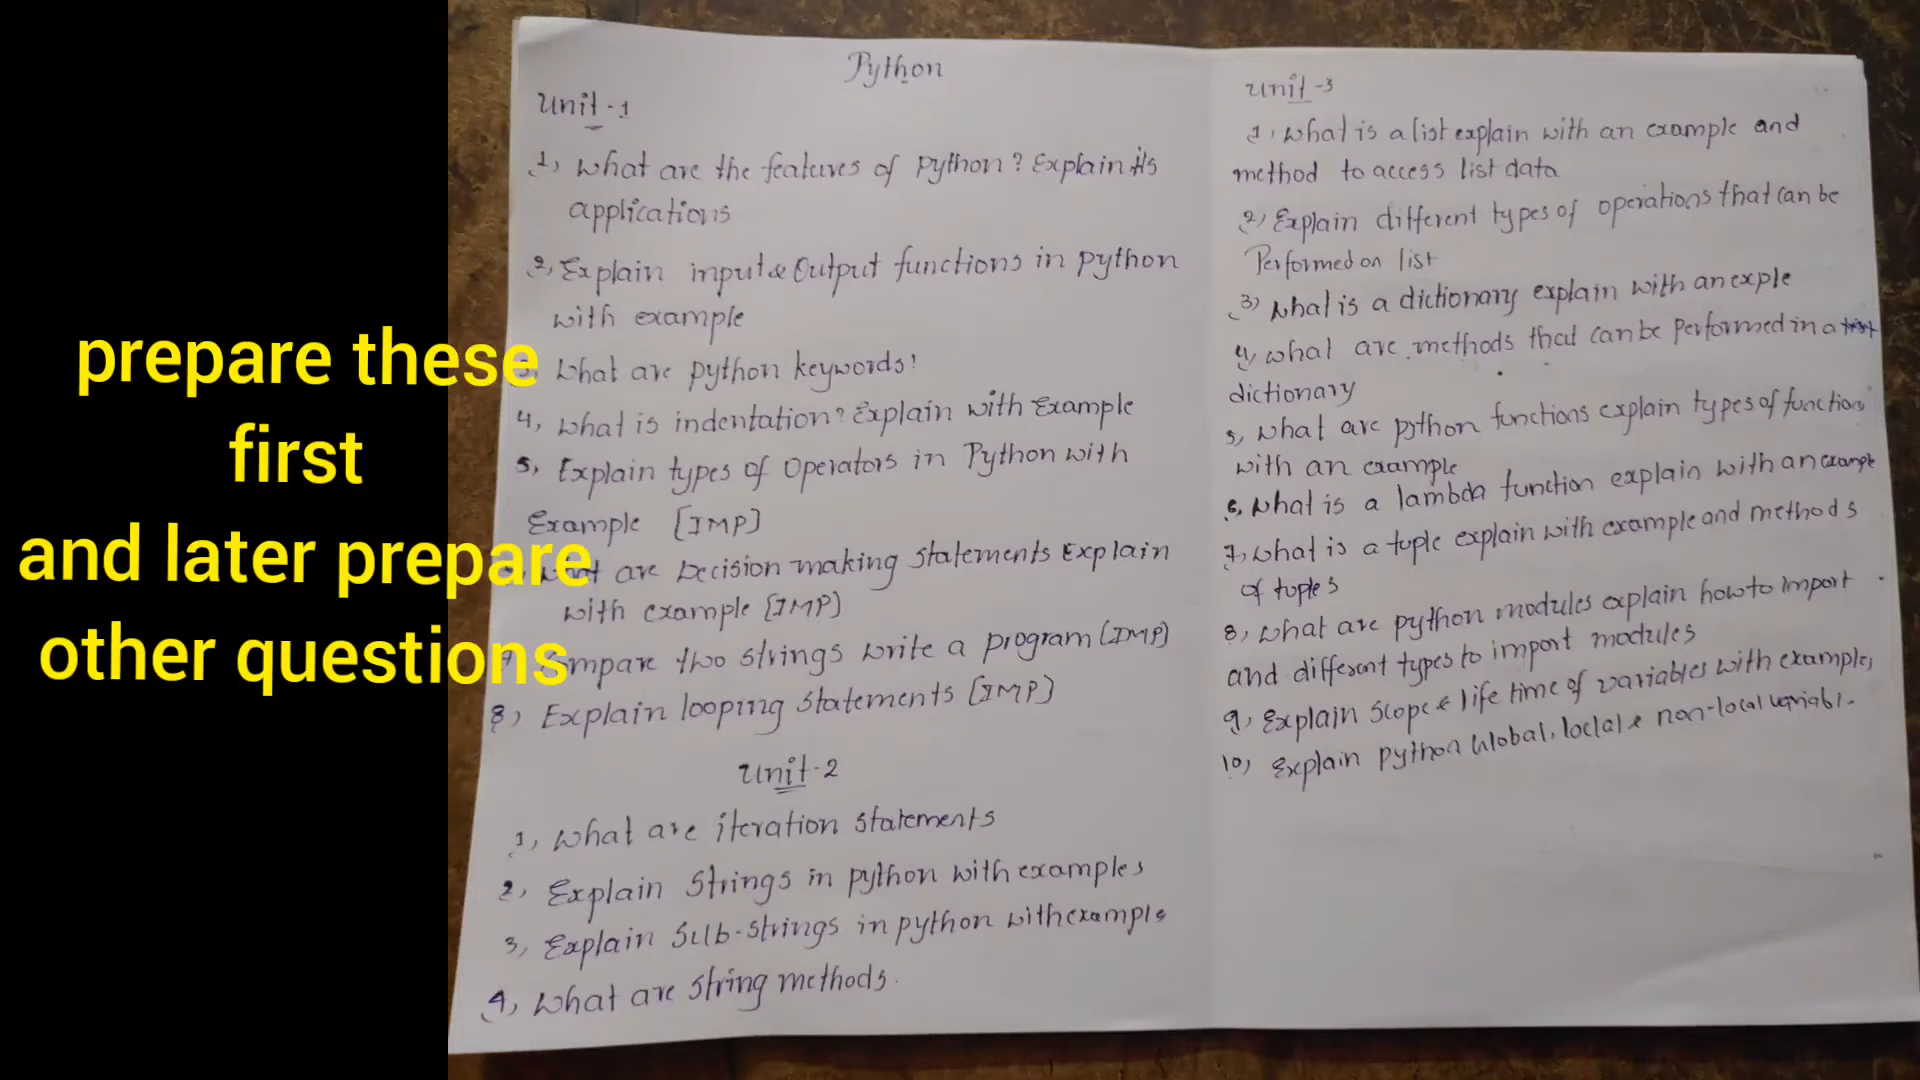 prepare these
first
and later prepare
other questions
Python
Unit-1
1, What are the features of python? Explain its
applications
2, Explain input & Output functions in python
with example
3, What are python keywords!
4, What is indentation? Explain with Example
5, Explain types of Operators in Python with
Example [IMP]
What are Decision making statements Explain
with example [IMP]
7, Compare two strings write a program [IMP]
8) Explain looping statements [IMP]
Unit-2
1, What are iteration statements
2, Explain Strings in python with examples
3, Explain Sub-strings in python with example
4, What are string methods.
Unit-3
1, What is a list explain with an example and
method to access list data
2, Explain different types of operations that can be
Performed on list
3) What is a dictionary explain with an exple
4, what are methods that can be performed in a
dictionary
5, What are python functions explain types of functions
with an example
6, What is a lambda function explain with an example
7, what is a tuple explain with example and methods
of tuples
8, What are python modules explain how to import
and different types to import modules
9, Explain Scope & life time of variables with examples
10, Explain python Global, loclal & non-local variabl.